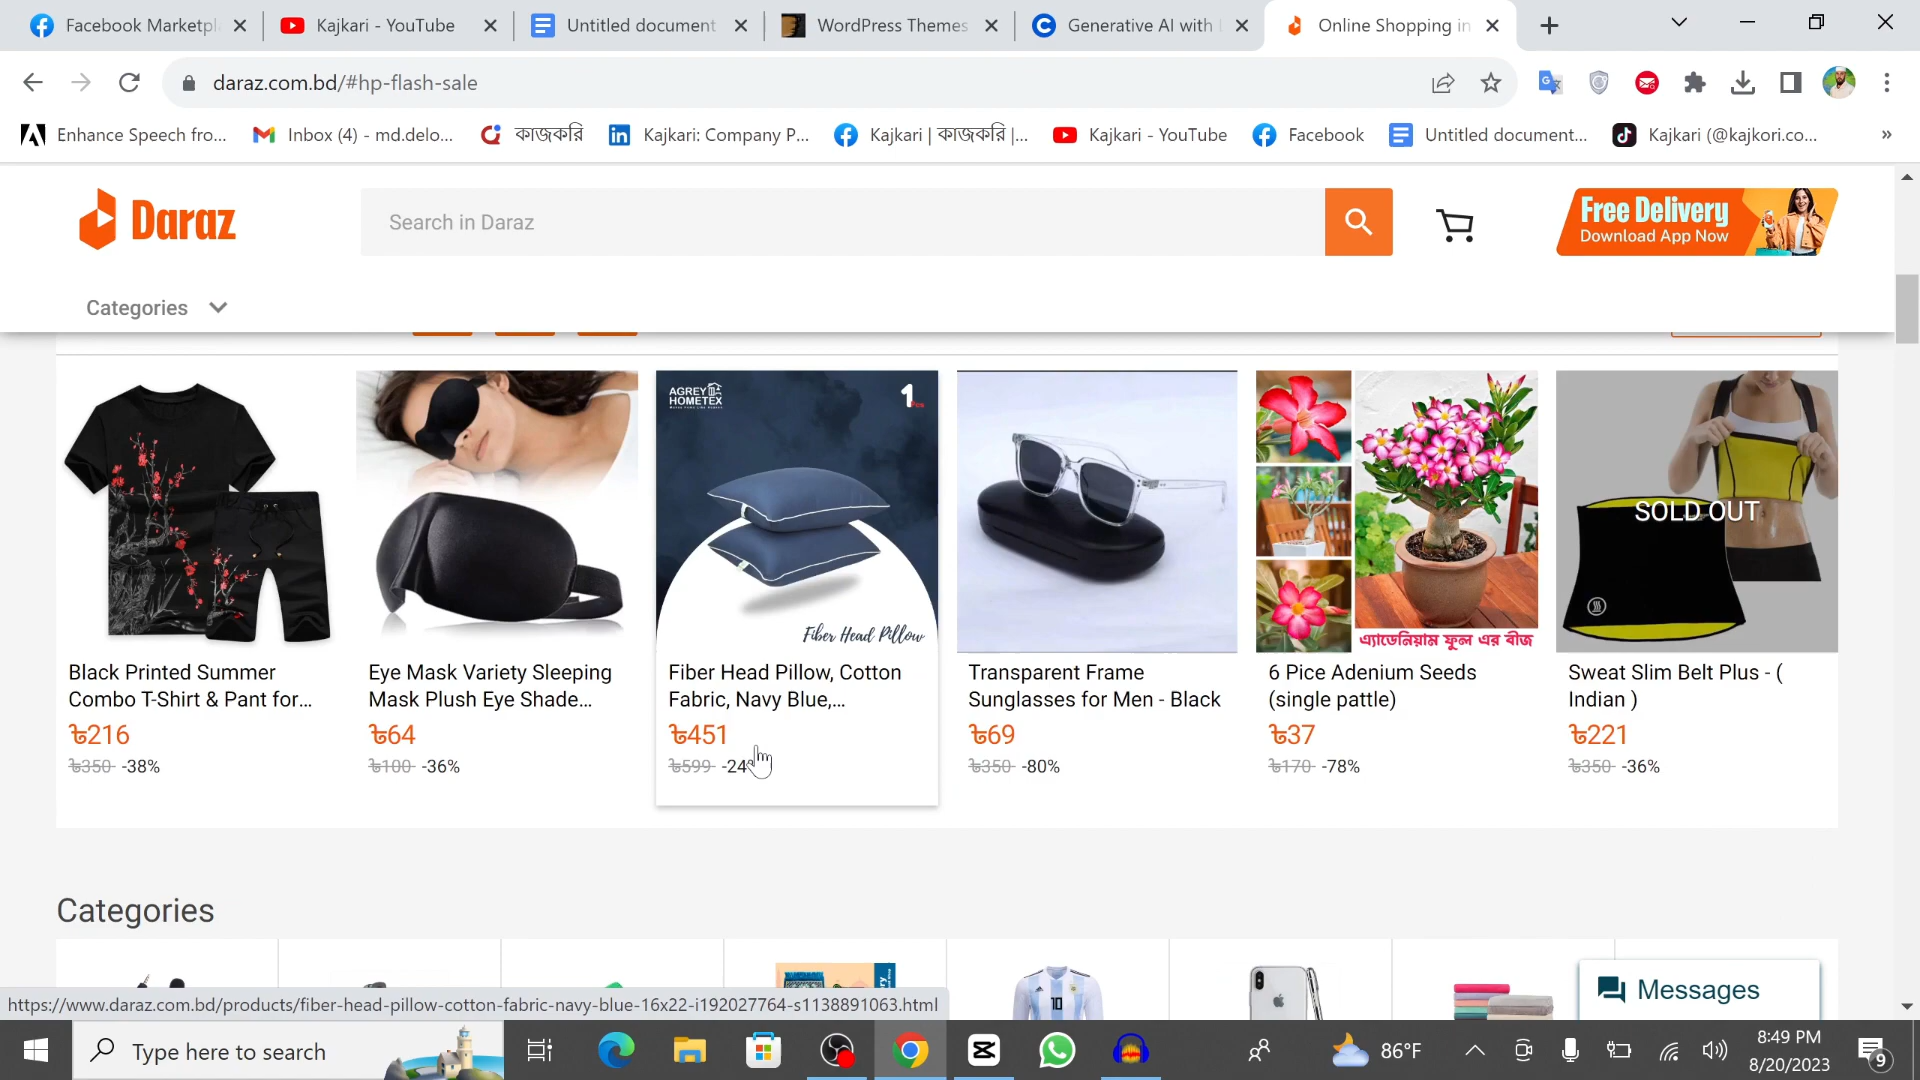 Facebook Marketpl
Kajkari - YouTube
Untitled document
WordPress Themes
Generative AI with
Online Shopping in
daraz.com.bd/#hp-flash-sale
Enhance Speech fro...
Inbox (4) - md.delo...
কাজকরি
Kajkari: Company P...
Kajkari | কাজকরি |...
Kajkari - YouTube
Facebook
Untitled document...
Kajkari (@kajkori.co...
»
Daraz
Search in Daraz
Free Delivery
Download App Now
Categories
AGREY
HOMETEX
1
Fiber Head Pillow
এ্যাডেনিয়াম ফুল এর বীজ
SOLD OUT
Black Printed Summer
Combo T-Shirt & Pant for...
৳216
৳350 -38%
Eye Mask Variety Sleeping
Mask Plush Eye Shade...
৳64
৳100 -36%
Fiber Head Pillow, Cotton
Fabric, Navy Blue,...
৳451
৳599 -24
Transparent Frame
Sunglasses for Men - Black
৳69
৳350 -80%
6 Pice Adenium Seeds
(single pattle)
৳37
৳170 -78%
Sweat Slim Belt Plus - (
Indian )
৳221
৳350 -36%
Categories
10
Messages
https://www.daraz.com.bd/products/fiber-head-pillow-cotton-fabric-navy-blue-16x22-i192027764-s1138891063.html
Type here to search
86°F
8:49 PM
8/20/2023
9